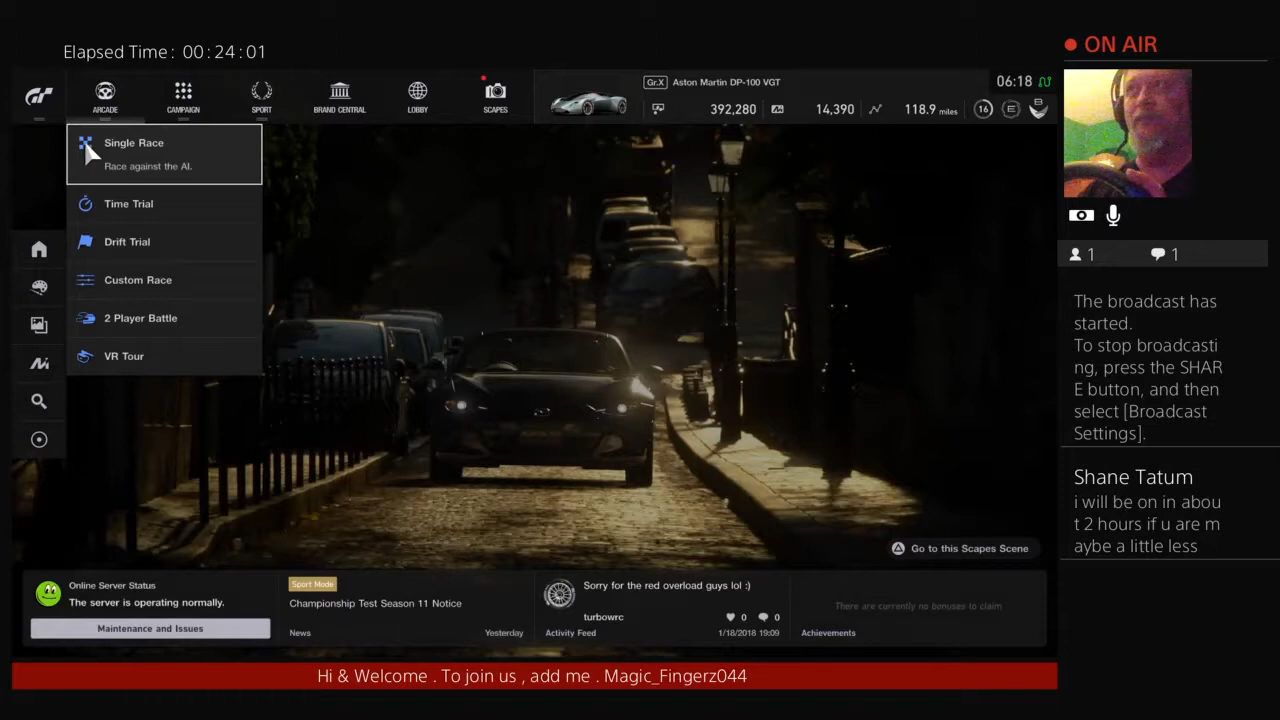 Elapsed Time: 00:24:01
ON AIR
ARCADE
CAMPAIGN
SPORT
BRAND CENTRAL
LOBBY
SCAPES
Gr.X Aston Martin DP-100 VGT
392,280
14,390
118.9 miles
06:18
16
E
B
Single Race
Race against the AI.
Time Trial
Drift Trial
Custom Race
2 Player Battle
VR Tour
1
1
The broadcast has
started.
To stop broadcasti
ng, press the SHAR
E button, and then
select [Broadcast
Settings].
Shane Tatum
i will be on in abou
t 2 hours if u are m
aybe a little less
Go to this Scapes Scene
Online Server Status
The server is operating normally.
Maintenance and Issues
Sport Mode
Championship Test Season 11 Notice
News
Yesterday
Sorry for the red overload guys lol :)
turbowrc
0
0
Activity Feed
1/18/2018 19:09
There are currently no bonuses to claim
Achievements
Hi & Welcome . To join us , add me . Magic_Fingerz044